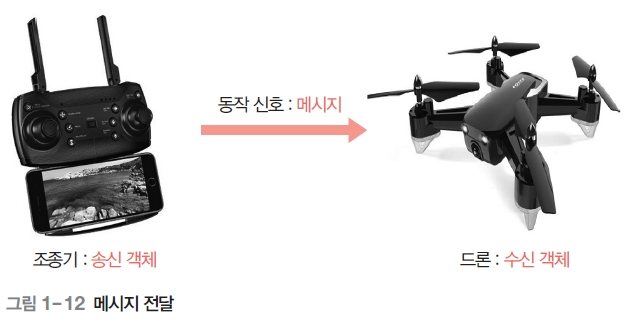 동작 신호 : 메시지
조종기 : 송신 객체
드론 : 수신 객체
그림 1-12 메시지 전달